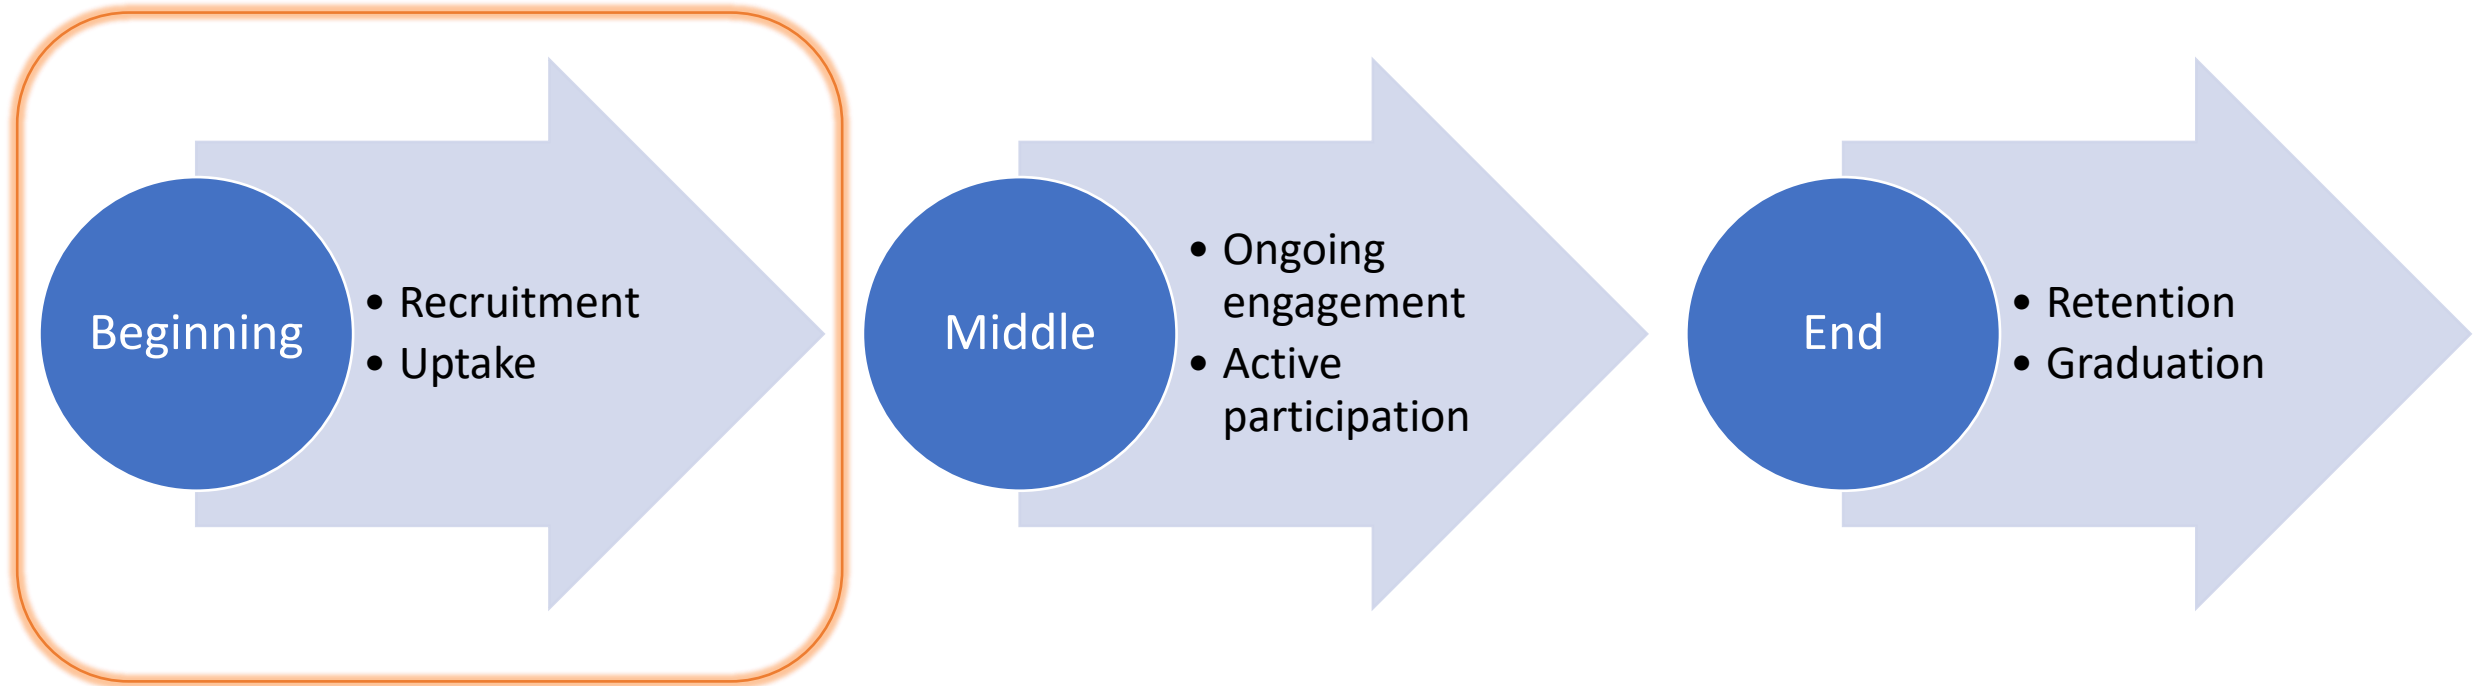 Beginning
• Recruitment
• Uptake
Middle
• Ongoing
engagement
• Active
participation
End
• Retention
• Graduation